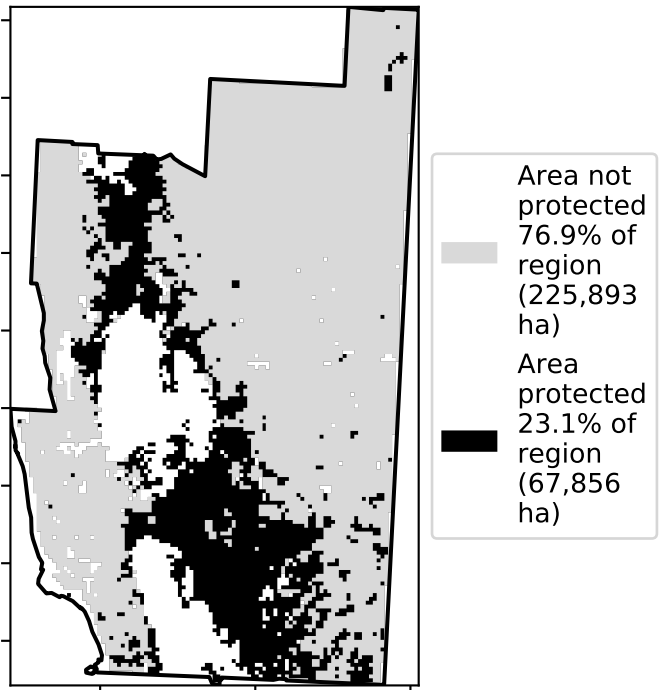 Area not
protected
76.9% of
region
(225,893
ha)
Area
protected
23.1% of
region
(67,856
ha)